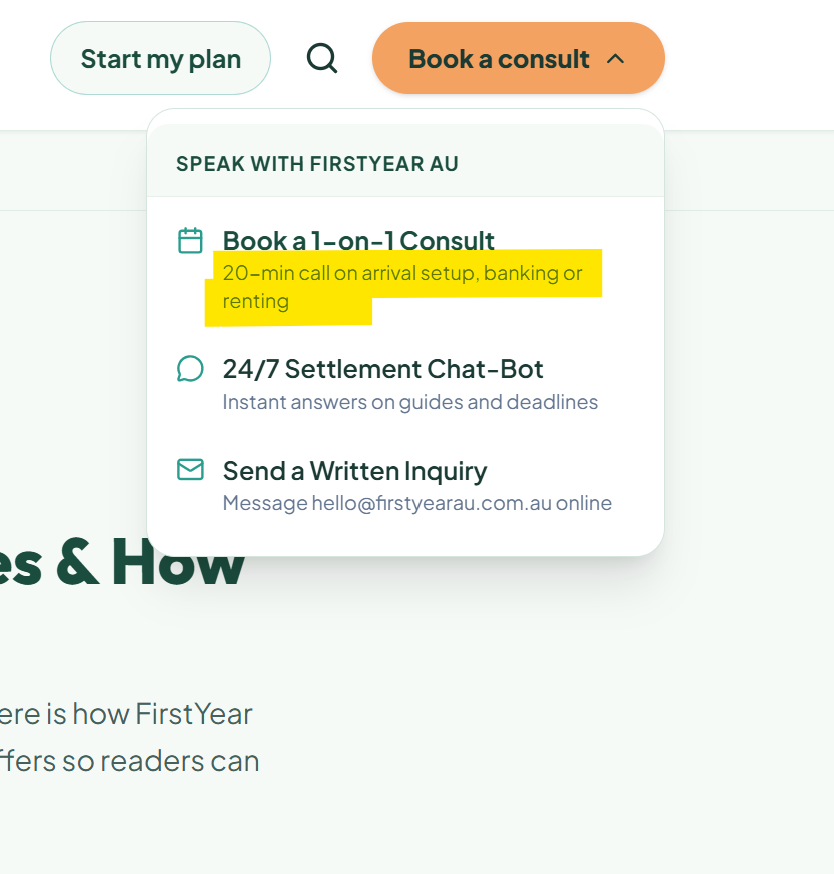 Start my plan
Book a consult
SPEAK WITH FIRSTYEAR AU
Book a 1-on-1 Consult
20-min call on arrival setup, banking or
renting
24/7 Settlement Chat-Bot
Instant answers on guides and deadlines
Send a Written Inquiry
Message hello@firstyearau.com.au online
es & How
ere is how FirstYear
ffers so readers can